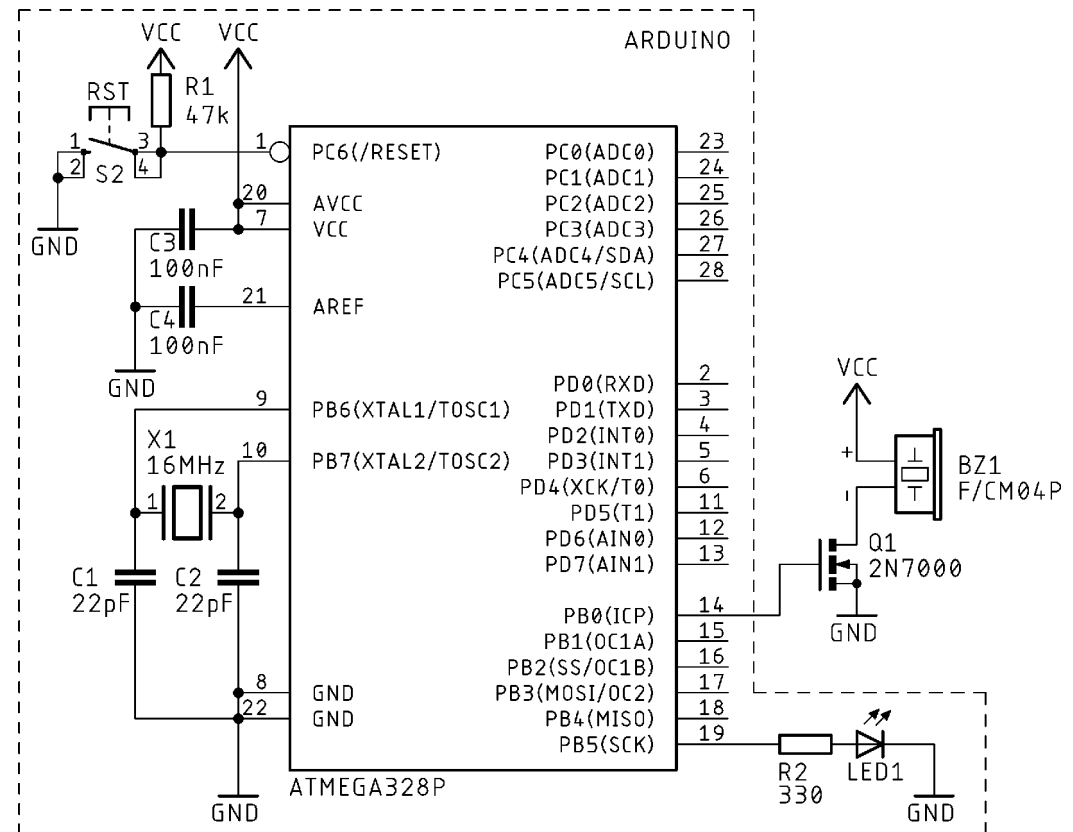 VCC
VCC
ARDUINO
R1
47k
RST
1
3
2
4
S2
GND
1
PC6(/RESET)
20
AVCC
7
VCC
C3
100nF
21
AREF
C4
100nF
GND
9
PB6(XTAL1/TOSC1)
X1
16MHz
10
PB7(XTAL2/TOSC2)
1
2
C1
22pF
C2
22pF
8
GND
22
GND
GND
ATMEGA328P
PC0(ADC0)
23
PC1(ADC1)
24
PC2(ADC2)
25
PC3(ADC3)
26
PC4(ADC4/SDA)
27
PC5(ADC5/SCL)
28
PD0(RXD)
2
PD1(TXD)
3
PD2(INT0)
4
PD3(INT1)
5
PD4(XCK/T0)
6
PD5(T1)
11
PD6(AIN0)
12
PD7(AIN1)
13
PB0(ICP)
14
PB1(OC1A)
15
PB2(SS/OC1B)
16
PB3(MOSI/OC2)
17
PB4(MISO)
18
PB5(SCK)
19
VCC
+
-
BZ1
F/CM04P
Q1
2N7000
GND
R2
330
LED1
GND